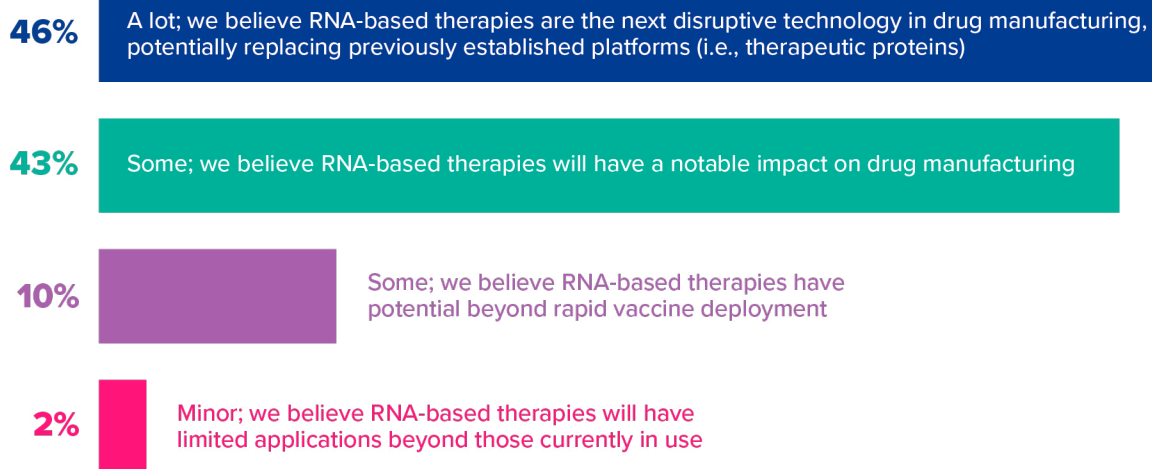 46%
A lot; we believe RNA-based therapies are the next disruptive technology in drug manufacturing,
potentially replacing previously established platforms (i.e., therapeutic proteins)
43%
Some; we believe RNA-based therapies will have a notable impact on drug manufacturing
10%
Some; we believe RNA-based therapies have
potential beyond rapid vaccine deployment
2%
Minor; we believe RNA-based therapies will have
limited applications beyond those currently in use